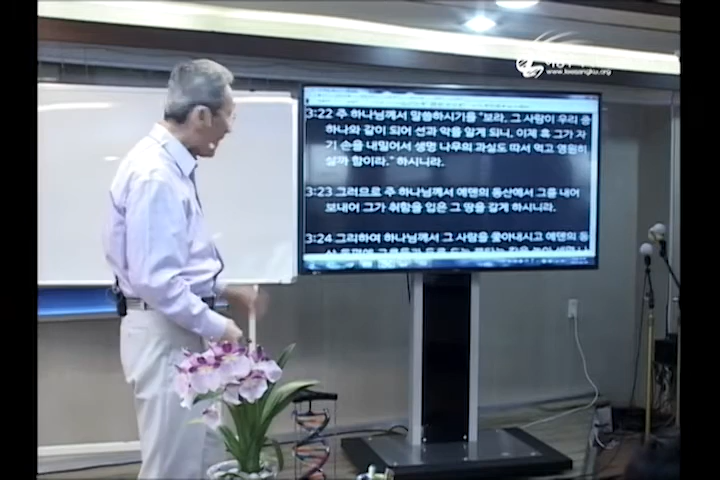 www.leesangku.org
3:22 주 하나님께서 말씀하시기를 "보라, 그 사람이 우리 중
하나와 같이 되어 선과 악을 알게 되니, 이제 혹 그가 자
기 손을 내밀어서 생명 나무의 과실도 따서 먹고 영원히
살까 함이라." 하시니라.
3:23 그러므로 주 하나님께서 에덴의 동산에서 그를 내어
보내어 그가 취함을 입은 그 땅을 갈게 하시니라.
3:24 그리하여 하나님께서 그 사람을 쫓아내시고 에덴의 동